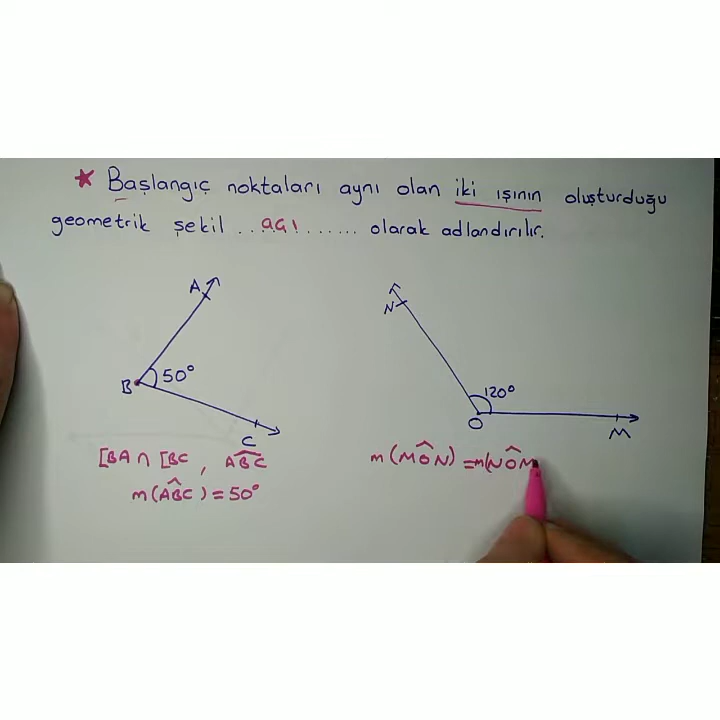 ★ Başlangıç noktaları aynı olan iki ışının oluşturduğu
geometrik şekil ..açı...... olarak adlandırılır.
A
B 50°
C
[BA ∩ [BC , ABC
m(ABC) = 50°
N
120°
O
M
m(MON) = m(NOM